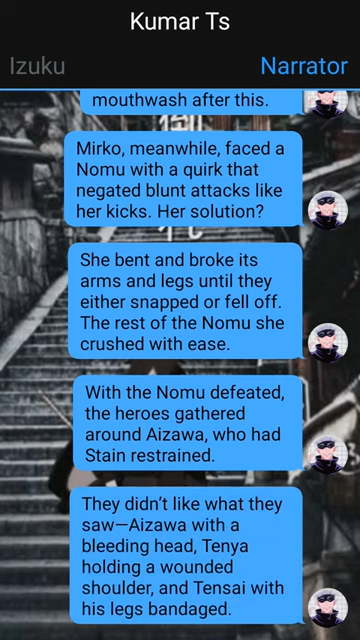 Kumar Ts
Izuku
Narrator
mouthwash after this.
Mirko, meanwhile, faced a
Nomu with a quirk that
negated blunt attacks like
her kicks. Her solution?
She bent and broke its
arms and legs until they
either snapped or fell off.
The rest of the Nomu she
crushed with ease.
With the Nomu defeated,
the heroes gathered
around Aizawa, who had
Stain restrained.
They didn’t like what they
saw—Aizawa with a
bleeding head, Tenya
holding a wounded
shoulder, and Tensai with
his legs bandaged.